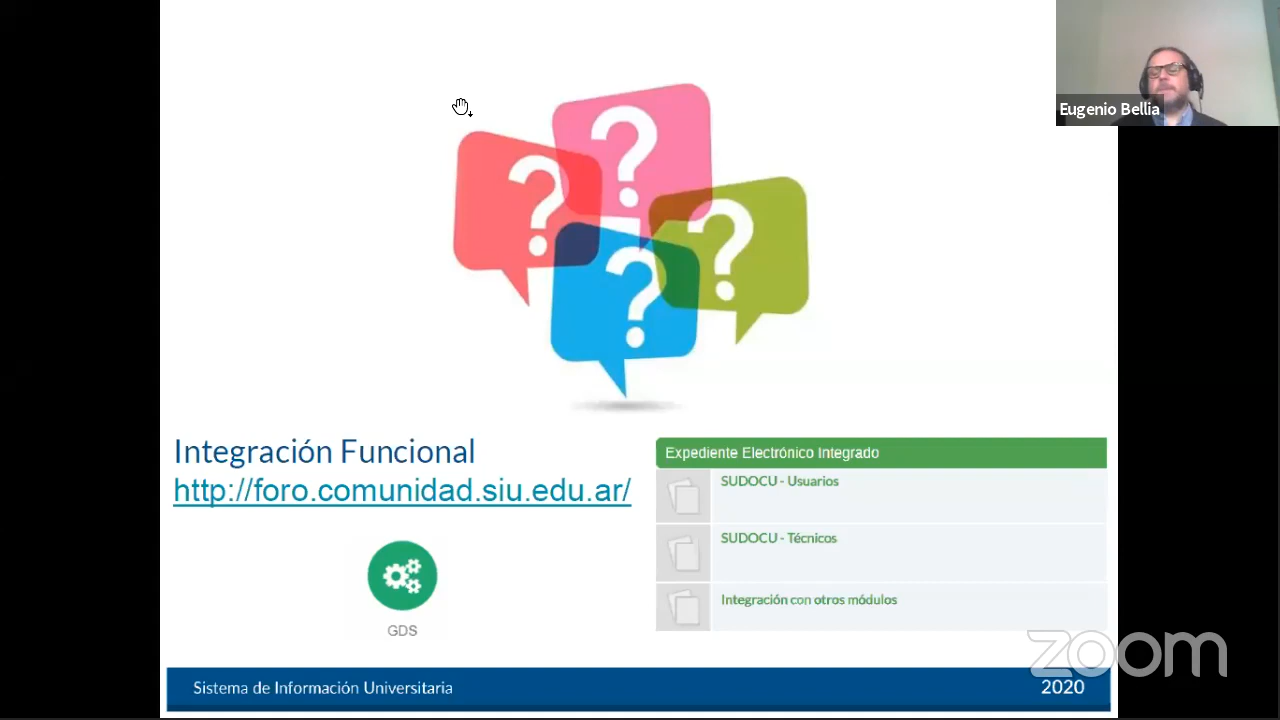 Eugenio Bellia
?
?
?
?
Integración Funcional
http://foro.comunidad.siu.edu.ar/
GDS
Expediente Electrónico Integrado
SUDOCU - Usuarios
SUDOCU - Técnicos
Integración con otros módulos
zoom
Sistema de Información Universitaria
2020